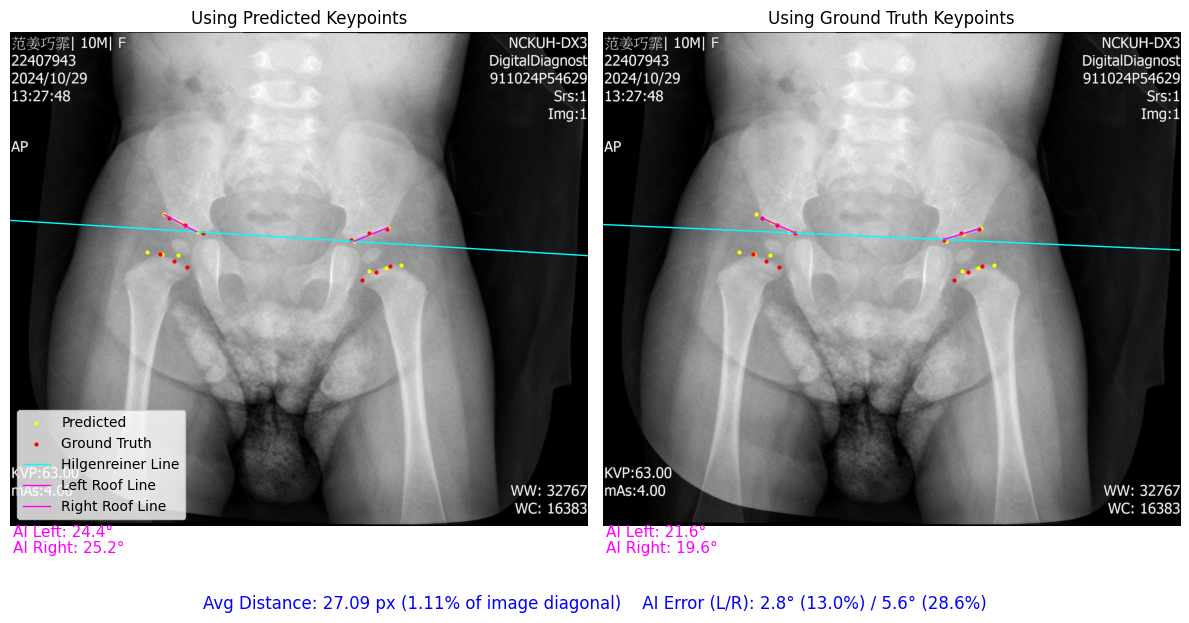 Using Predicted Keypoints
范姜巧霏| 10M| F
22407943
2024/10/29
13:27:48
AP
NCKUH-DX3
DigitalDiagnost
911024P54629
Srs:1
Img:1
Predicted
Ground Truth
Hilgenreiner Line
Left Roof Line
Right Roof Line
KVP:63.00
mAs:4.00
WW: 32767
WC: 16383
AI Left: 24.4°
AI Right: 25.2°
Using Ground Truth Keypoints
范姜巧霏| 10M| F
22407943
2024/10/29
13:27:48
AP
NCKUH-DX3
DigitalDiagnost
911024P54629
Srs:1
Img:1
KVP:63.00
mAs:4.00
WW: 32767
WC: 16383
AI Left: 21.6°
AI Right: 19.6°
Avg Distance: 27.09 px (1.11% of image diagonal)    AI Error (L/R): 2.8° (13.0%) / 5.6° (28.6%)